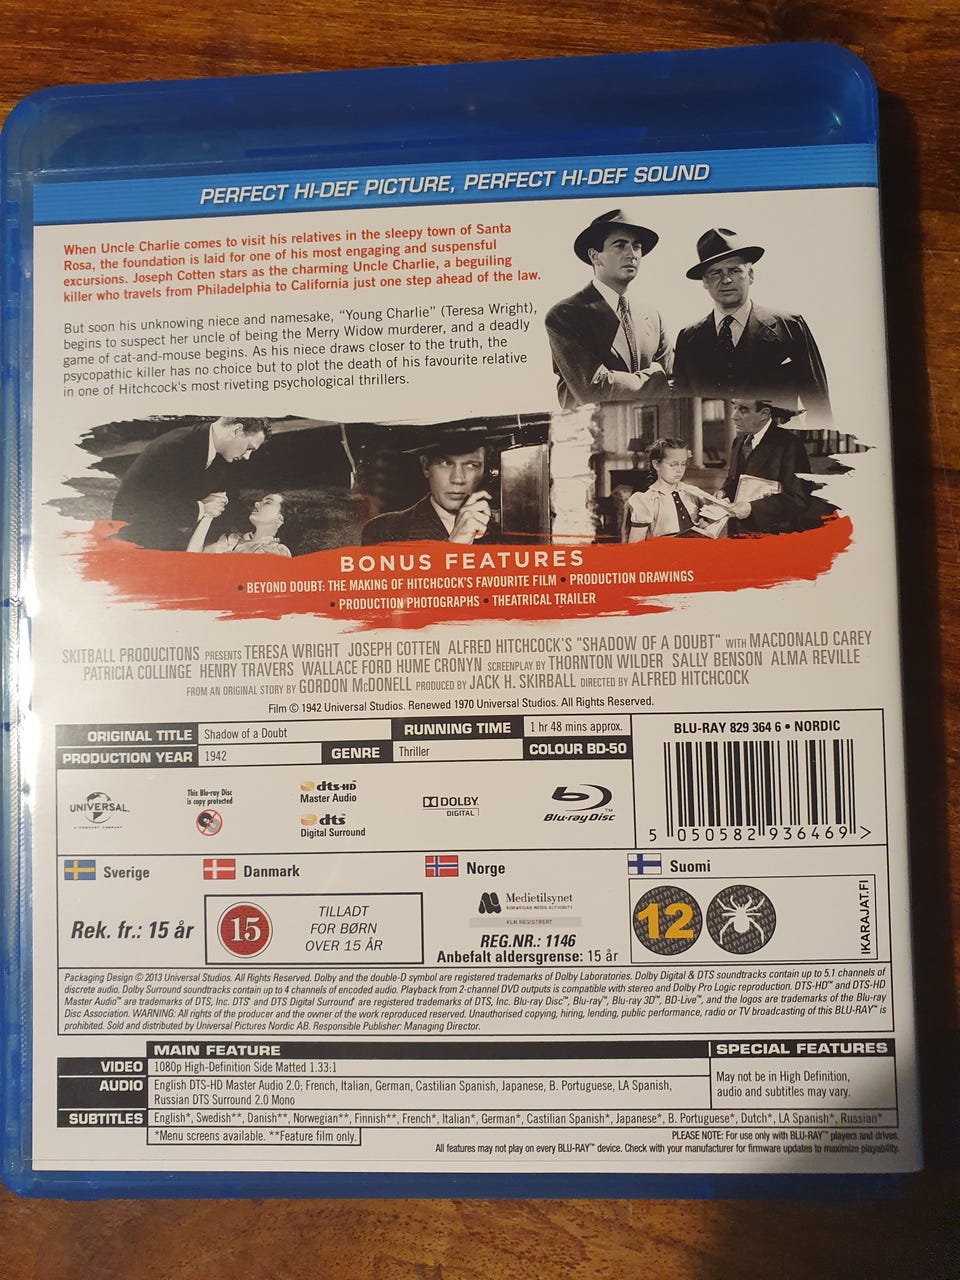 PERFECT HI-DEF PICTURE, PERFECT HI-DEF SOUND
When Uncle Charlie comes to visit his relatives in the sleepy town of Santa
Rosa, the foundation is laid for one of his most engaging and suspensful
excursions. Joseph Cotten stars as the charming Uncle Charlie, a beguiling
killer who travels from Philadelphia to California just one step ahead of the law.
But soon his unknowing niece and namesake, “Young Charlie” (Teresa Wright),
begins to suspect her uncle of being the Merry Widow murderer, and a deadly
game of cat-and-mouse begins. As his niece draws closer to the truth, the
psycopathic killer has no choice but to plot the death of his favourite relative
in one of Hitchcock's most riveting psychological thrillers.
BONUS FEATURES
• BEYOND DOUBT: THE MAKING OF HITCHCOCK'S FAVOURITE FILM • PRODUCTION DRAWINGS
• PRODUCTION PHOTOGRAPHS • THEATRICAL TRAILER
SKITBALL PRODUCITONS PRESENTS TERESA WRIGHT JOSEPH COTTEN ALFRED HITCHCOCK'S "SHADOW OF A DOUBT" WITH MACDONALD CAREY
PATRICIA COLLINGE HENRY TRAVERS WALLACE FORD HUME CRONYN SCREENPLAY BY THORNTON WILDER SALLY BENSON ALMA REVILLE
FROM AN ORIGINAL STORY BY GORDON McDONELL PRODUCED BY JACK H. SKIRBALL DIRECTED BY ALFRED HITCHCOCK
Film © 1942 Universal Studios. Renewed 1970 Universal Studios. All Rights Reserved.
ORIGINAL TITLE Shadow of a Doubt RUNNING TIME 1 hr 48 mins approx.
PRODUCTION YEAR 1942 GENRE Thriller COLOUR BD-50
BLU-RAY 829 364 6 • NORDIC
5 050582 936469 >
UNIVERSAL
A COMCAST COMPANY
This Blu-ray Disc
is copy protected
dts-HD
Master Audio
dts
Digital Surround
DOLBY
DIGITAL
Blu-ray Disc™
Sverige Danmark Norge Suomi
Rek. fr.: 15 år
15
TILLADT
FOR BØRN
OVER 15 ÅR
Medietilsynet
NORWEGIAN MEDIA AUTHORITY
KUN REGISTRERT
REG.NR.: 1146
Anbefalt aldersgrense: 15 år
12
IKARAJAT.FI
Packaging Design © 2013 Universal Studios. All Rights Reserved. Dolby and the double-D symbol are registered trademarks of Dolby Laboratories. Dolby Digital & DTS soundtracks contain up to 5.1 channels of
discrete audio. Dolby Surround soundtracks contain up to 4 channels of encoded audio. Playback from 2-channel DVD outputs is compatible with stereo and Dolby Pro Logic reproduction. DTS-HD™ and DTS-HD
Master Audio™ are trademarks of DTS, Inc. DTS® and DTS Digital Surround® are registered trademarks of DTS, Inc. Blu-ray Disc™, Blu-ray™, Blu-ray 3D™, BD-Live™, and the logos are trademarks of the Blu-ray
Disc Association. WARNING: All rights of the producer and the owner of the work reproduced reserved. Unauthorised copying, hiring, lending, public performance, radio or TV broadcasting of this BLU-RAY™ is
prohibited. Sold and distributed by Universal Pictures Nordic AB. Responsible Publisher: Managing Director.
MAIN FEATURE
VIDEO 1080p High-Definition Side Matted 1.33:1
AUDIO English DTS-HD Master Audio 2.0; French, Italian, German, Castilian Spanish, Japanese, B. Portuguese, LA Spanish,
Russian DTS Surround 2.0 Mono
SPECIAL FEATURES
May not be in High Definition,
audio and subtitles may vary.
SUBTITLES English*, Swedish**, Danish**, Norwegian**, Finnish**, French*, Italian*, German*, Castilian Spanish*, Japanese*, B. Portuguese*, Dutch*, LA Spanish*, Russian*
*Menu screens available. **Feature film only.
PLEASE NOTE: For use only with BLU-RAY™ players and drives.
All features may not play on every BLU-RAY™ device. Check with your manufacturer for firmware updates to maximize playability.